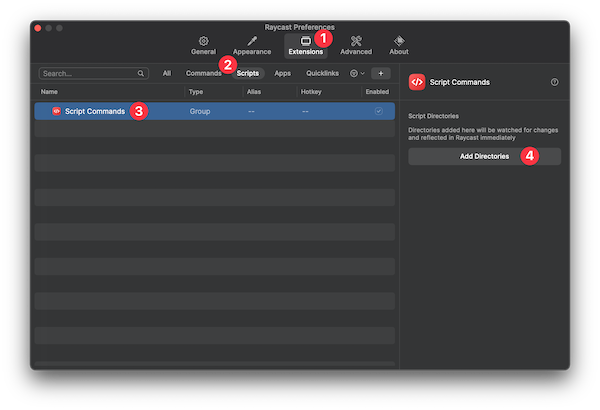 Raycast Preferences
General
Appearance
Extensions
1
Advanced
About
Search...
All
Commands
2
Scripts
Apps
Quicklinks
+
Name
Type
Alias
Hotkey
Enabled
Script Commands
3
Group
--
--
Script Commands
?
Script Directories
Directories added here will be watched for changes
and reflected in Raycast immediately
Add Directories
4